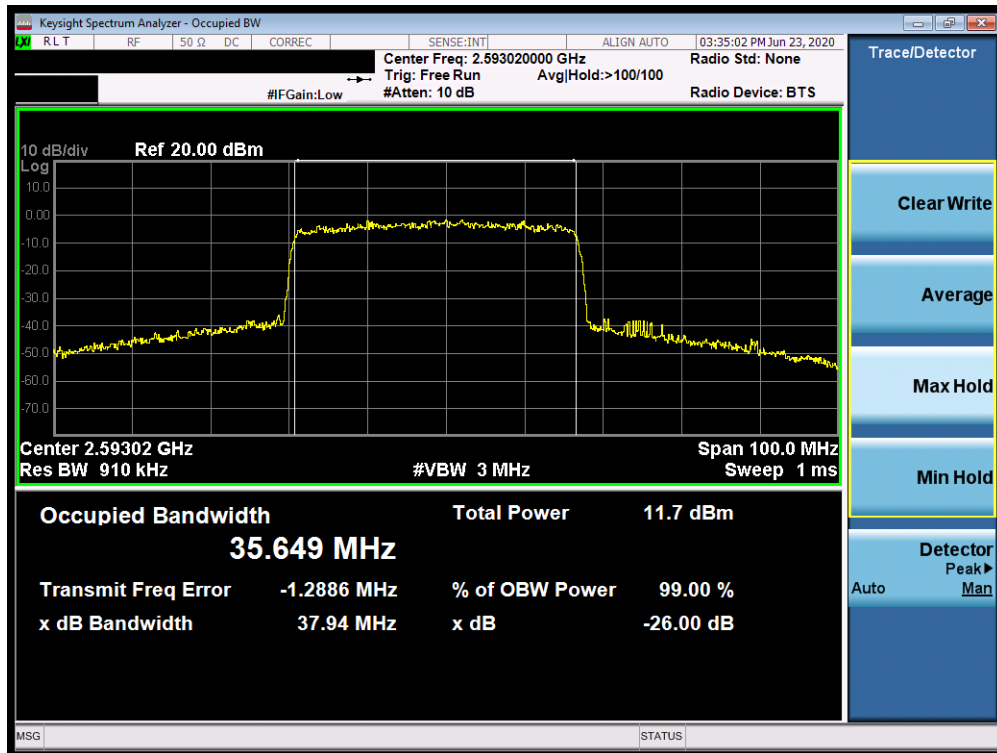 Keysight Spectrum Analyzer - Occupied BW
LXI RLT RF 50 Ω DC CORREC SENSE:INT ALIGN AUTO 03:35:02 PM Jun 23, 2020
Center Freq: 2.593020000 GHz Radio Std: None
Trig: Free Run Avg|Hold:>100/100
#IFGain:Low #Atten: 10 dB Radio Device: BTS
10 dB/div Ref 20.00 dBm
Log
10.0
0.00
-10.0
-20.0
-30.0
-40.0
-50.0
-60.0
-70.0
Center 2.59302 GHz Span 100.0 MHz
Res BW 910 kHz #VBW 3 MHz Sweep 1 ms
Occupied Bandwidth Total Power 11.7 dBm
35.649 MHz
Transmit Freq Error -1.2886 MHz % of OBW Power 99.00 %
x dB Bandwidth 37.94 MHz x dB -26.00 dB
MSG STATUS
Trace/Detector
Clear Write
Average
Max Hold
Min Hold
Detector
Peak▶
Auto Man